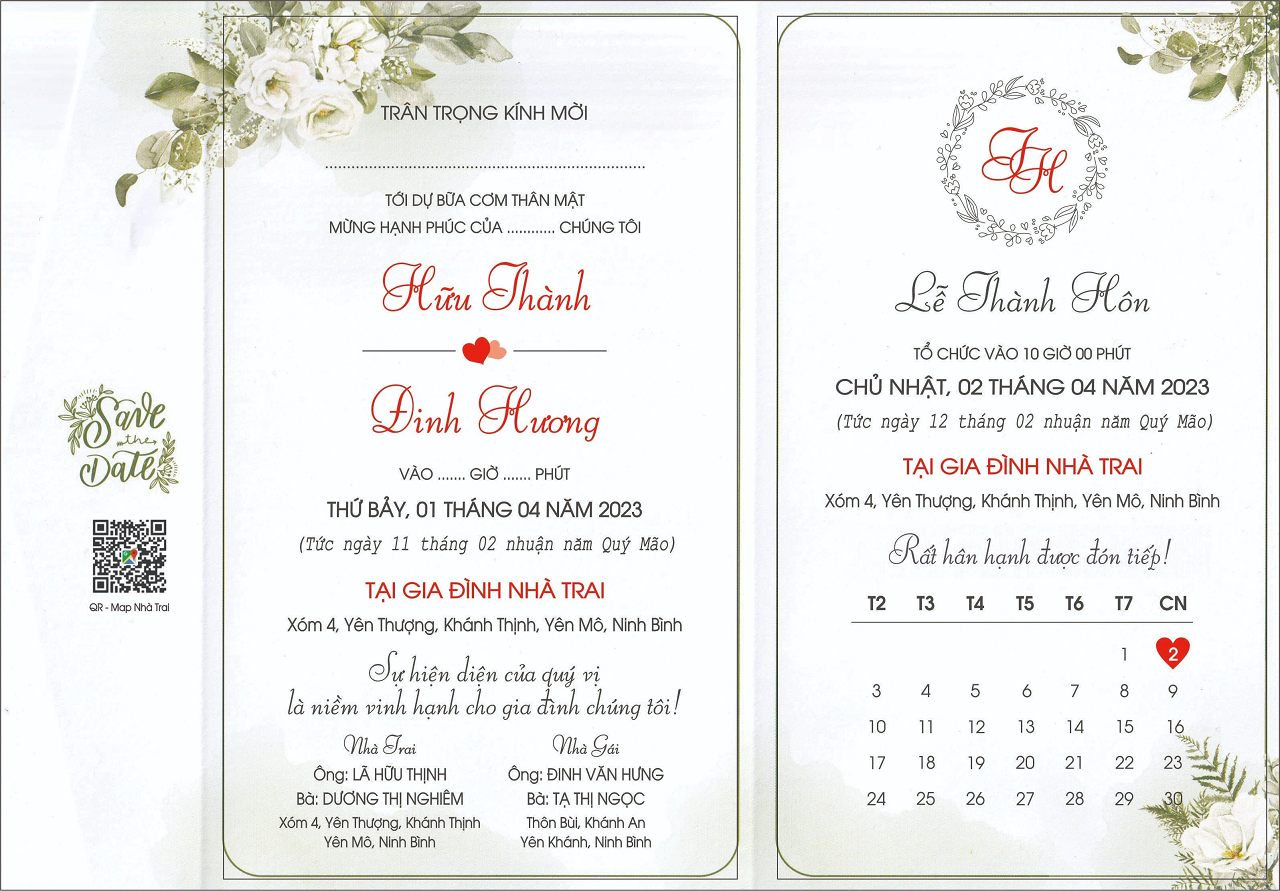 Save
the
Date
QR - Map Nhà Trai
TRÂN TRỌNG KÍNH MỜI
................................................................................
TỚI DỰ BỮA CƠM THÂN MẬT
MỪNG HẠNH PHÚC CỦA ............ CHÚNG TÔI
Hữu Thành
Đinh Hương
VÀO ....... GIỜ ....... PHÚT
THỨ BẢY, 01 THÁNG 04 NĂM 2023
(Tức ngày 11 tháng 02 nhuận năm Quý Mão)
TẠI GIA ĐÌNH NHÀ TRAI
Xóm 4, Yên Thượng, Khánh Thịnh, Yên Mô, Ninh Bình
Sự hiện diện của quý vị
là niềm vinh hạnh cho gia đình chúng tôi!
Nhà Trai
Ông: LÃ HỮU THỊNH
Bà: DƯƠNG THỊ NGHIÊM
Xóm 4, Yên Thượng, Khánh Thịnh
Yên Mô, Ninh Bình
Nhà Gái
Ông: ĐINH VĂN HƯNG
Bà: TẠ THỊ NGỌC
Thôn Bùi, Khánh An
Yên Khánh, Ninh Bình
TH
Lễ Thành Hôn
TỔ CHỨC VÀO 10 GIỜ 00 PHÚT
CHỦ NHẬT, 02 THÁNG 04 NĂM 2023
(Tức ngày 12 tháng 02 nhuận năm Quý Mão)
TẠI GIA ĐÌNH NHÀ TRAI
Xóm 4, Yên Thượng, Khánh Thịnh, Yên Mô, Ninh Bình
Rất hân hạnh được đón tiếp!
T2 T3 T4 T5 T6 T7 CN
1 2
3 4 5 6 7 8 9
10 11 12 13 14 15 16
17 18 19 20 21 22 23
24 25 26 27 28 29 30